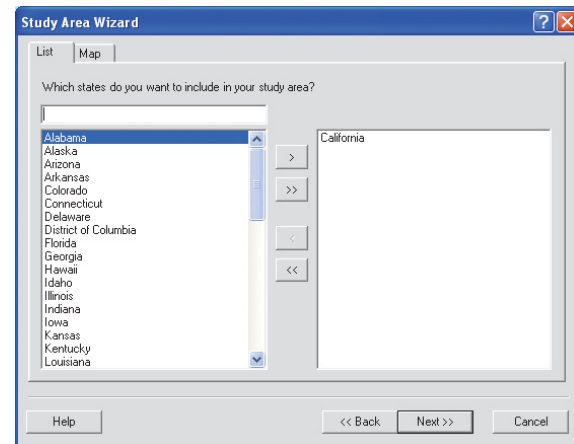 Study Area Wizard
List Map
Which states do you want to include in your study area?
Alabama
Alaska
Arizona
Arkansas
Colorado
Connecticut
Delaware
District of Columbia
Florida
Georgia
Hawaii
Idaho
Illinois
Indiana
Iowa
Kansas
Kentucky
Louisiana
>
>>
<
<<
California
Help << Back Next >> Cancel